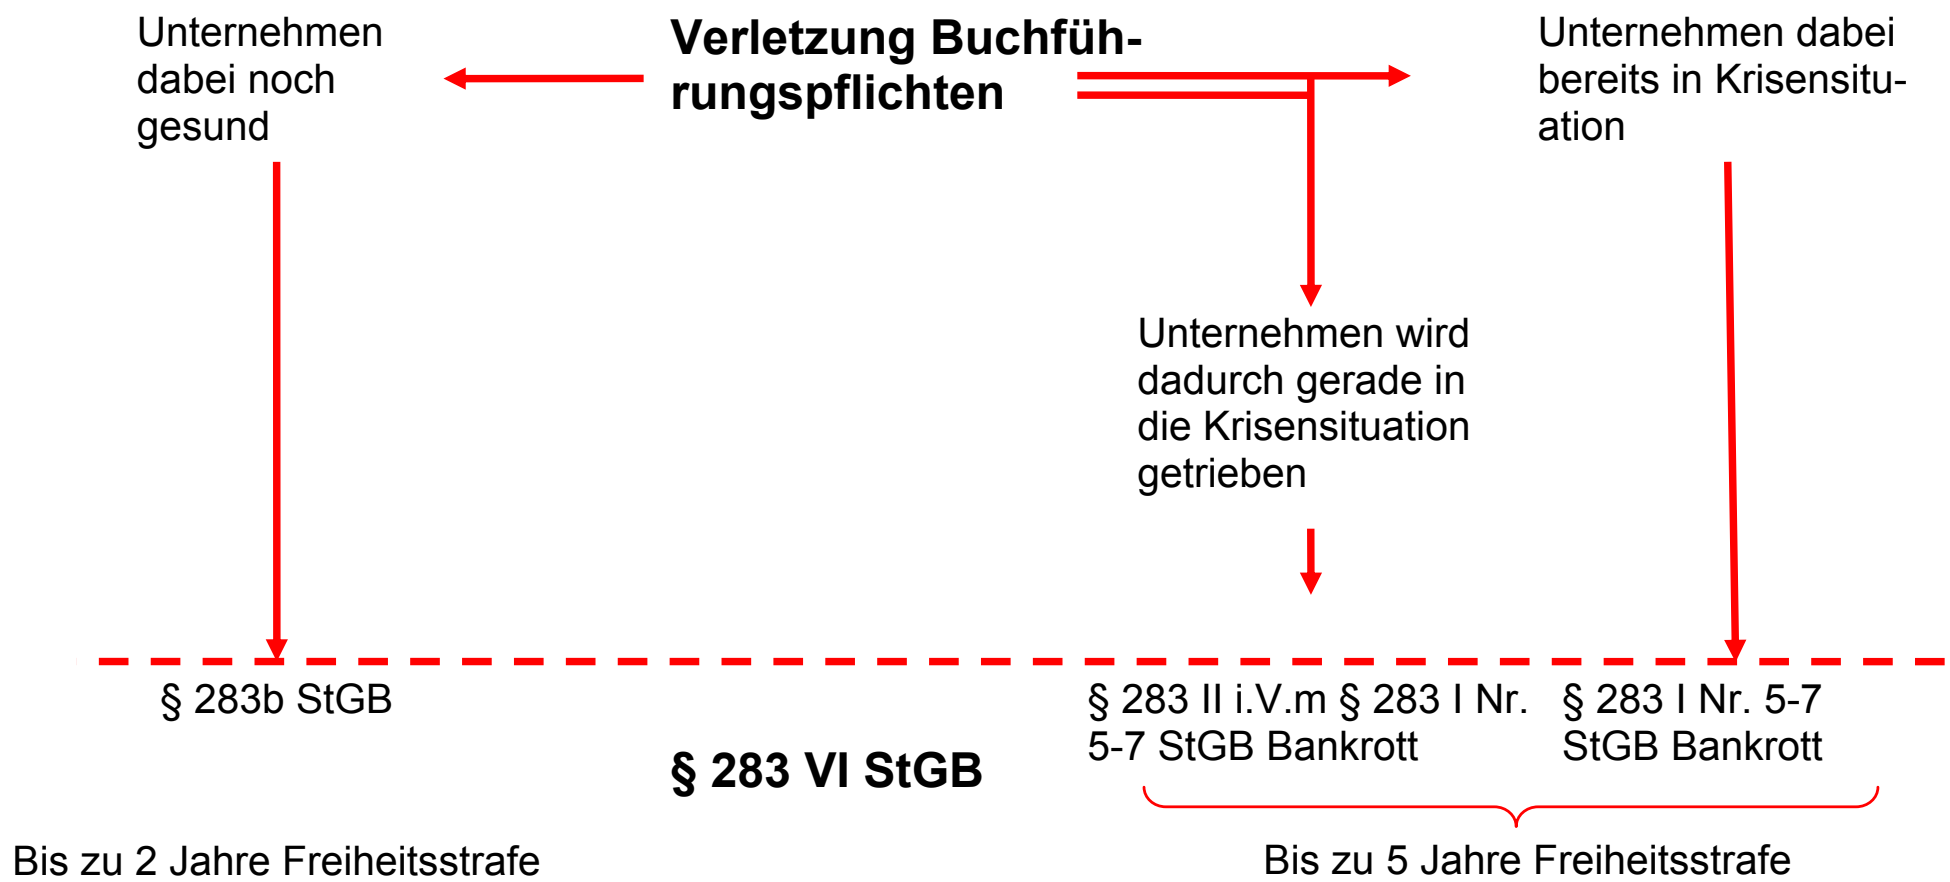 Unternehmen
dabei noch
gesund
Verletzung Buchfüh-
rungspflichten
Unternehmen dabei
bereits in Krisensitu-
ation
Unternehmen wird
dadurch gerade in
die Krisensituation
getrieben
§ 283b StGB
§ 283 II i.V.m § 283 I Nr.
5-7 StGB Bankrott
§ 283 I Nr. 5-7
StGB Bankrott
§ 283 VI StGB
Bis zu 2 Jahre Freiheitsstrafe
Bis zu 5 Jahre Freiheitsstrafe